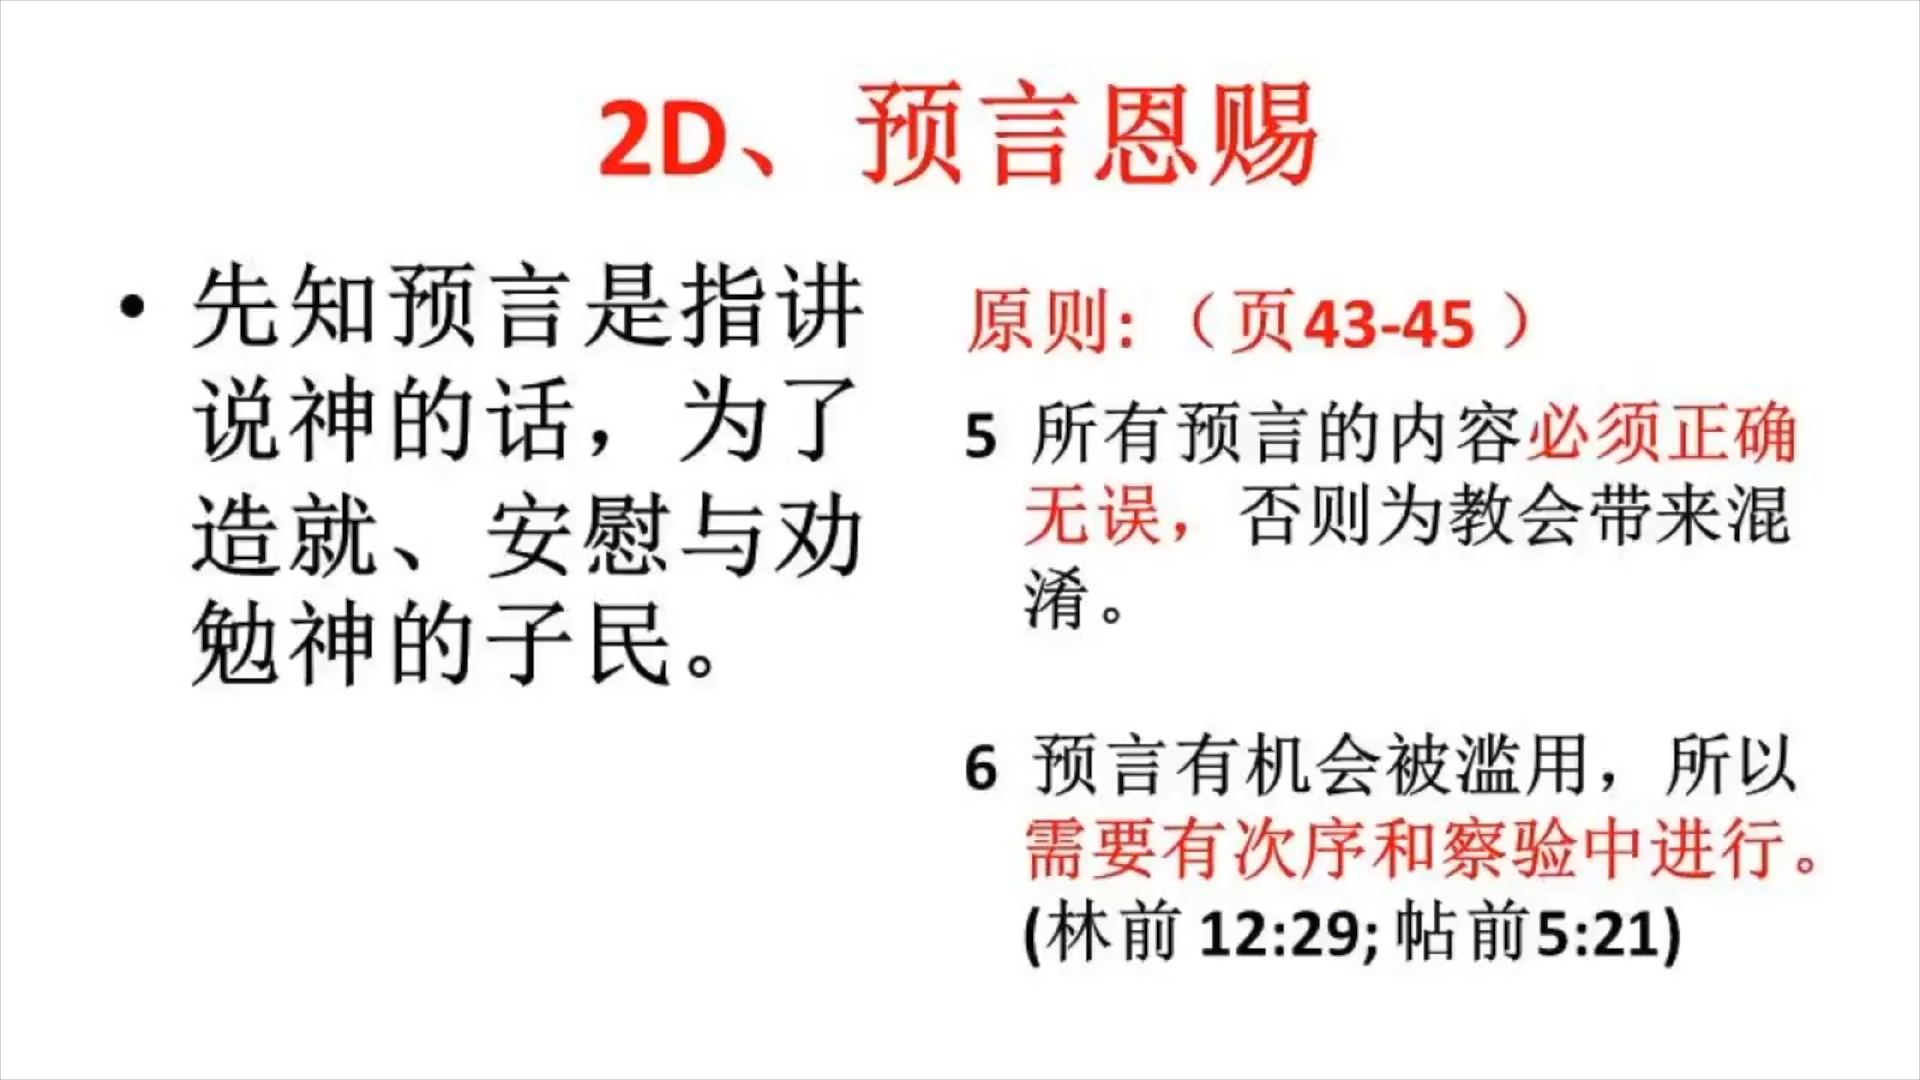 2D、预言恩赐
• 先知预言是指讲
说神的话，为了
造就、安慰与劝
勉神的子民。
原则:（页43-45 ）
5 所有预言的内容必须正确
无误，否则为教会带来混
淆。
6 预言有机会被滥用，所以
需要有次序和察验中进行。
(林前 12:29; 帖前5:21)